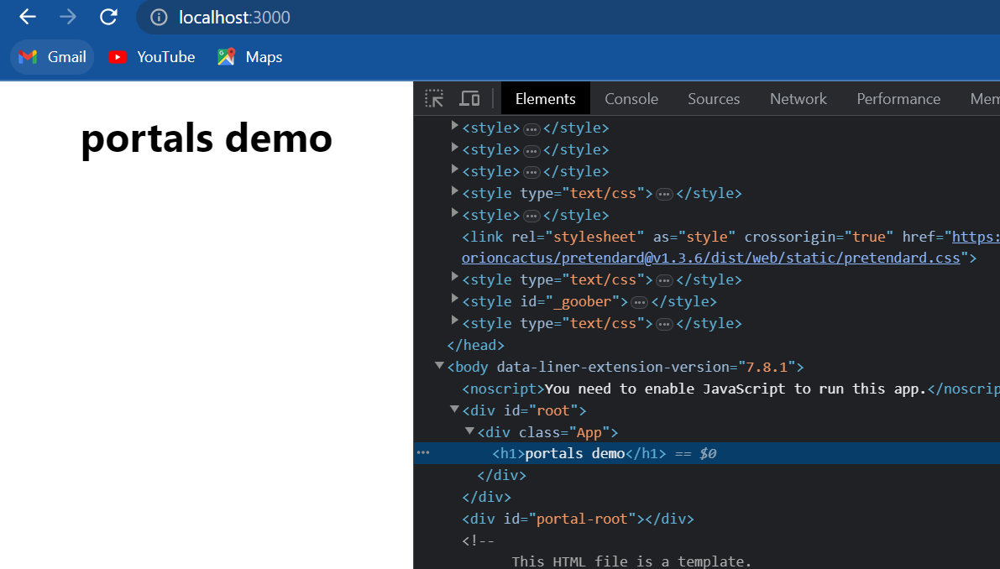 localhost:3000
Gmail YouTube Maps
portals demo
Elements Console Sources Network Performance Mem
<style>…</style>
<style>…</style>
<style>…</style>
<style type="text/css">…</style>
<style>…</style>
<link rel="stylesheet" as="style" crossorigin="true" href="https:
orioncactus/pretendard@v1.3.6/dist/web/static/pretendard.css">
<style type="text/css">…</style>
<style id="_goober">…</style>
<style type="text/css">…</style>
</head>
<body data-liner-extension-version="7.8.1">
<noscript>You need to enable JavaScript to run this app.</noscrip
<div id="root">
<div class="App">
<h1>portals demo</h1> == $0
</div>
</div>
<div id="portal-root"></div>
<!--
This HTML file is a template.